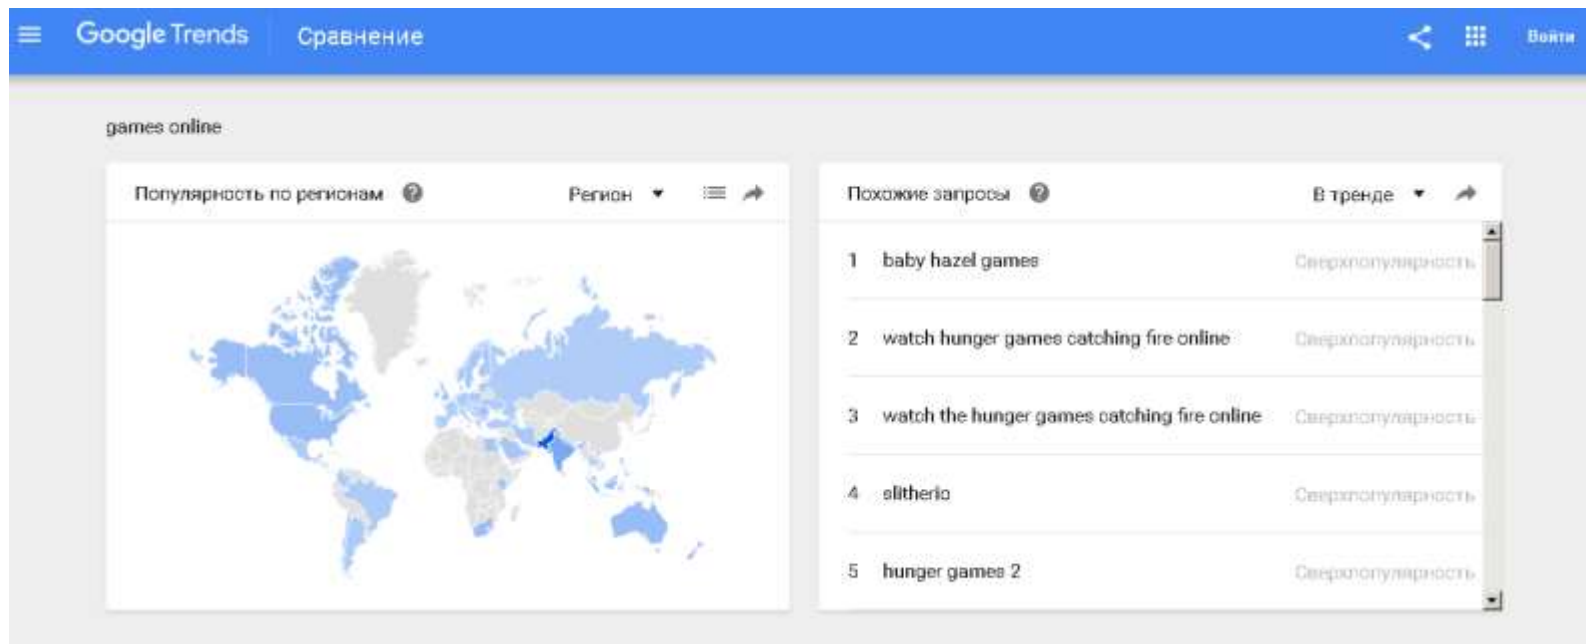 Google Trends Сравнение Войти
games online
Популярность по регионам Регион
Похожие запросы В тренде
1 baby hazel games Сверхпопулярность
2 watch hunger games catching fire online Сверхпопулярность
3 watch the hunger games catching fire online Сверхпопулярность
4 slitherio Сверхпопулярность
5 hunger games 2 Сверхпопулярность